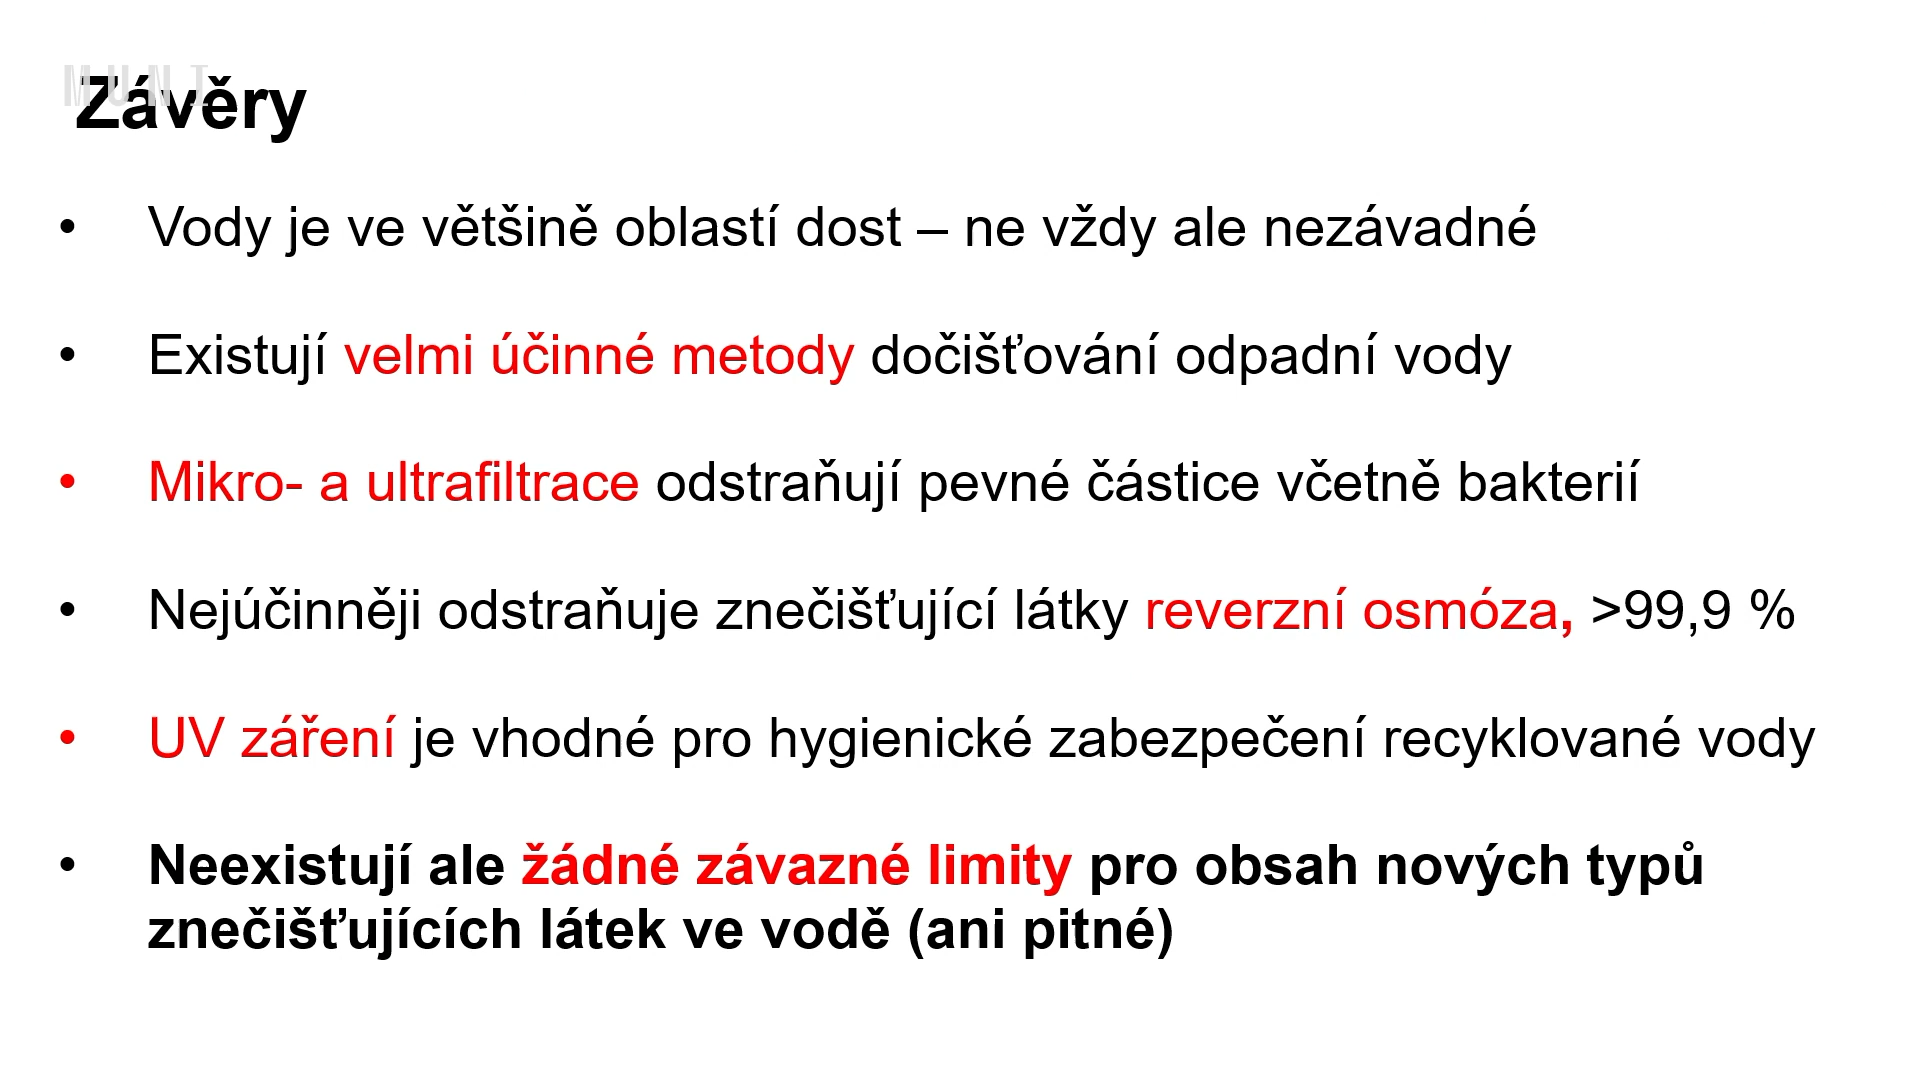 MUNI
Závěry
• Vody je ve většině oblastí dost – ne vždy ale nezávadné
• Existují velmi účinné metody dočišťování odpadní vody
• Mikro- a ultrafiltrace odstraňují pevné částice včetně bakterií
• Nejúčinněji odstraňuje znečišťující látky reverzní osmóza, >99,9 %
• UV záření je vhodné pro hygienické zabezpečení recyklované vody
• Neexistují ale žádné závazné limity pro obsah nových typů
znečišťujících látek ve vodě (ani pitné)